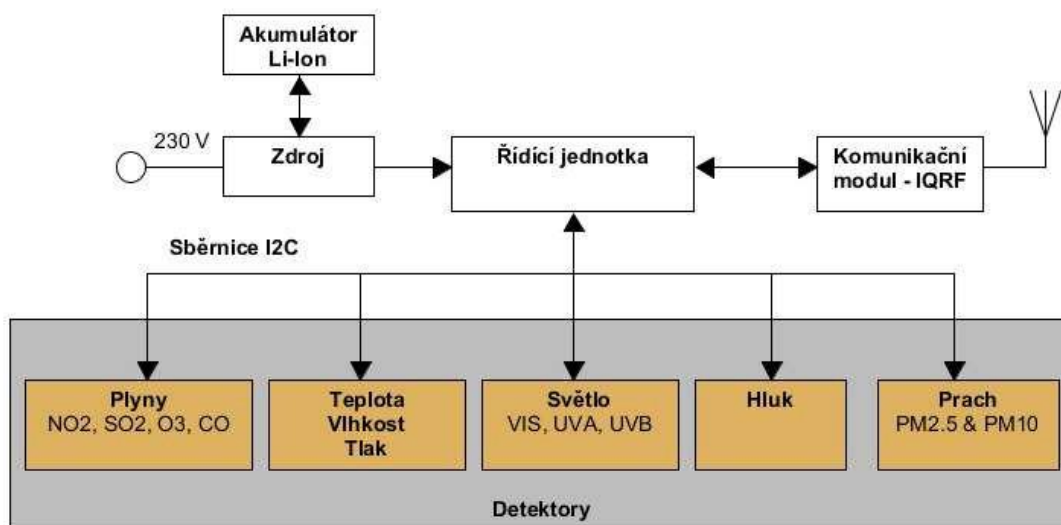 Akumulátor
Li-Ion
230 V
Zdroj
Řídící jednotka
Komunikační
modul - IQRF
Sběrnice I2C
Plyny
NO2, SO2, O3, CO
Teplota
Vlhkost
Tlak
Světlo
VIS, UVA, UVB
Hluk
Prach
PM2.5 & PM10
Detektory